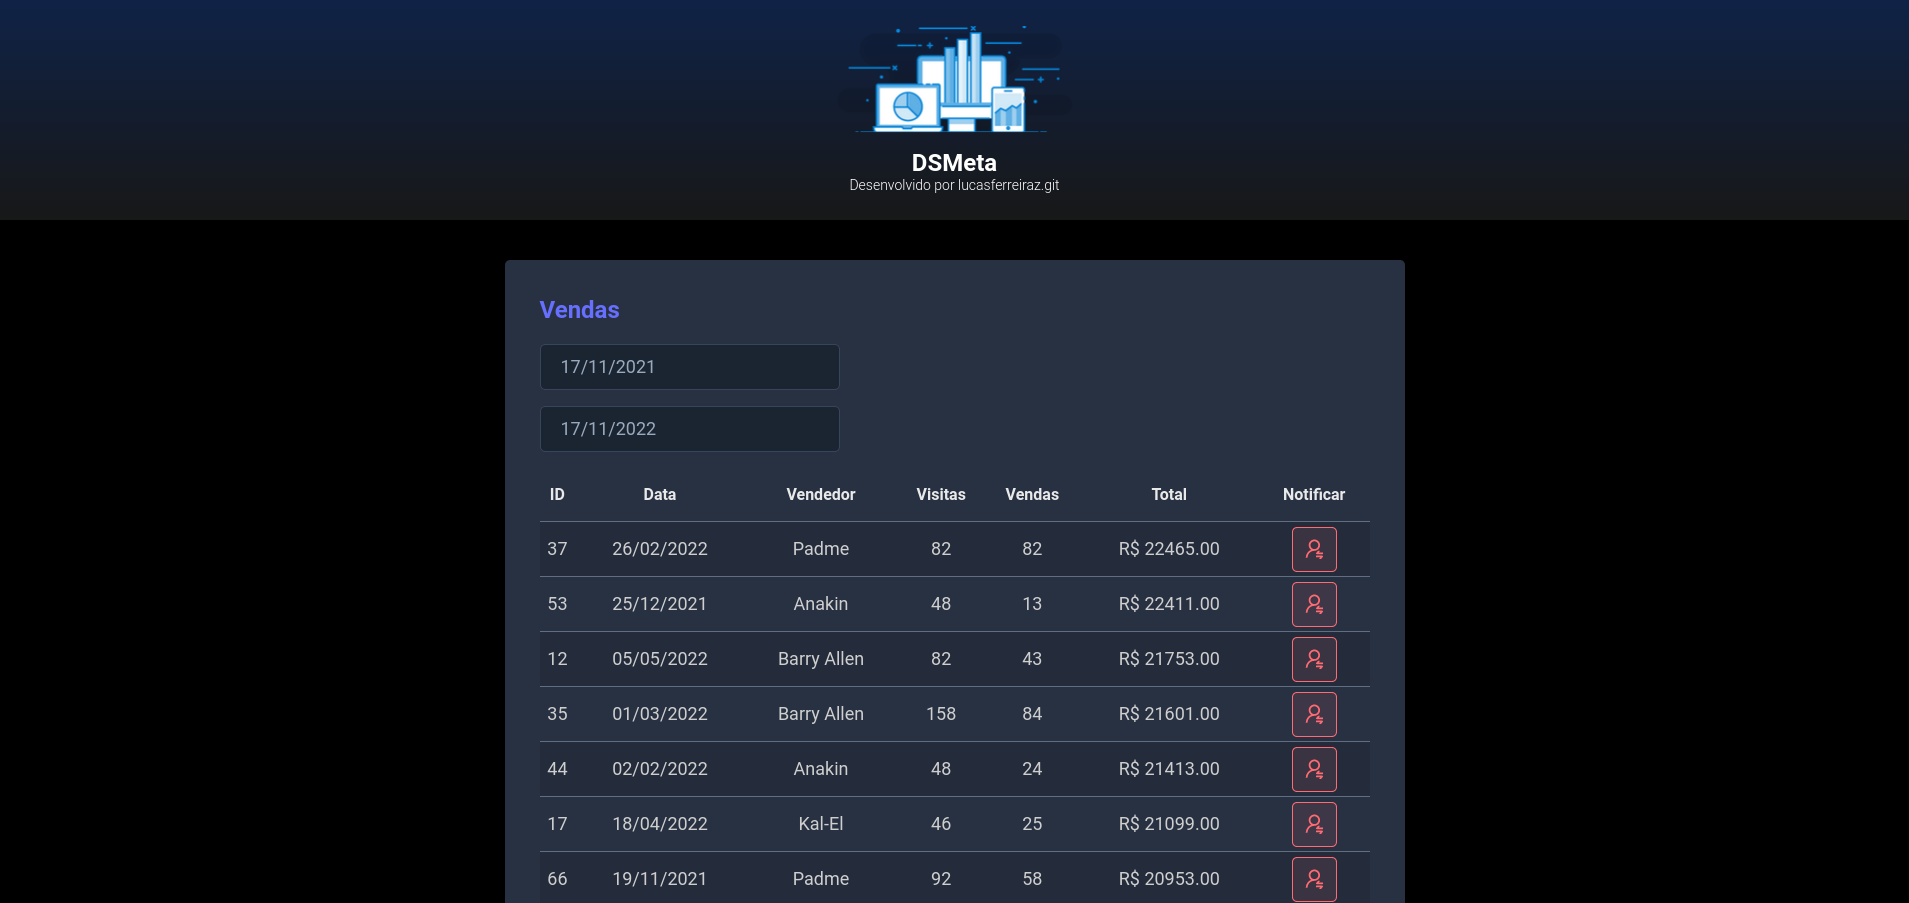 DSMeta
Desenvolvido por lucasferreiraz.git
Vendas
17/11/2021
17/11/2022
ID Data Vendedor Visitas Vendas Total Notificar
37 26/02/2022 Padme 82 82 R$ 22465.00
53 25/12/2021 Anakin 48 13 R$ 22411.00
12 05/05/2022 Barry Allen 82 43 R$ 21753.00
35 01/03/2022 Barry Allen 158 84 R$ 21601.00
44 02/02/2022 Anakin 48 24 R$ 21413.00
17 18/04/2022 Kal-El 46 25 R$ 21099.00
66 19/11/2021 Padme 92 58 R$ 20953.00